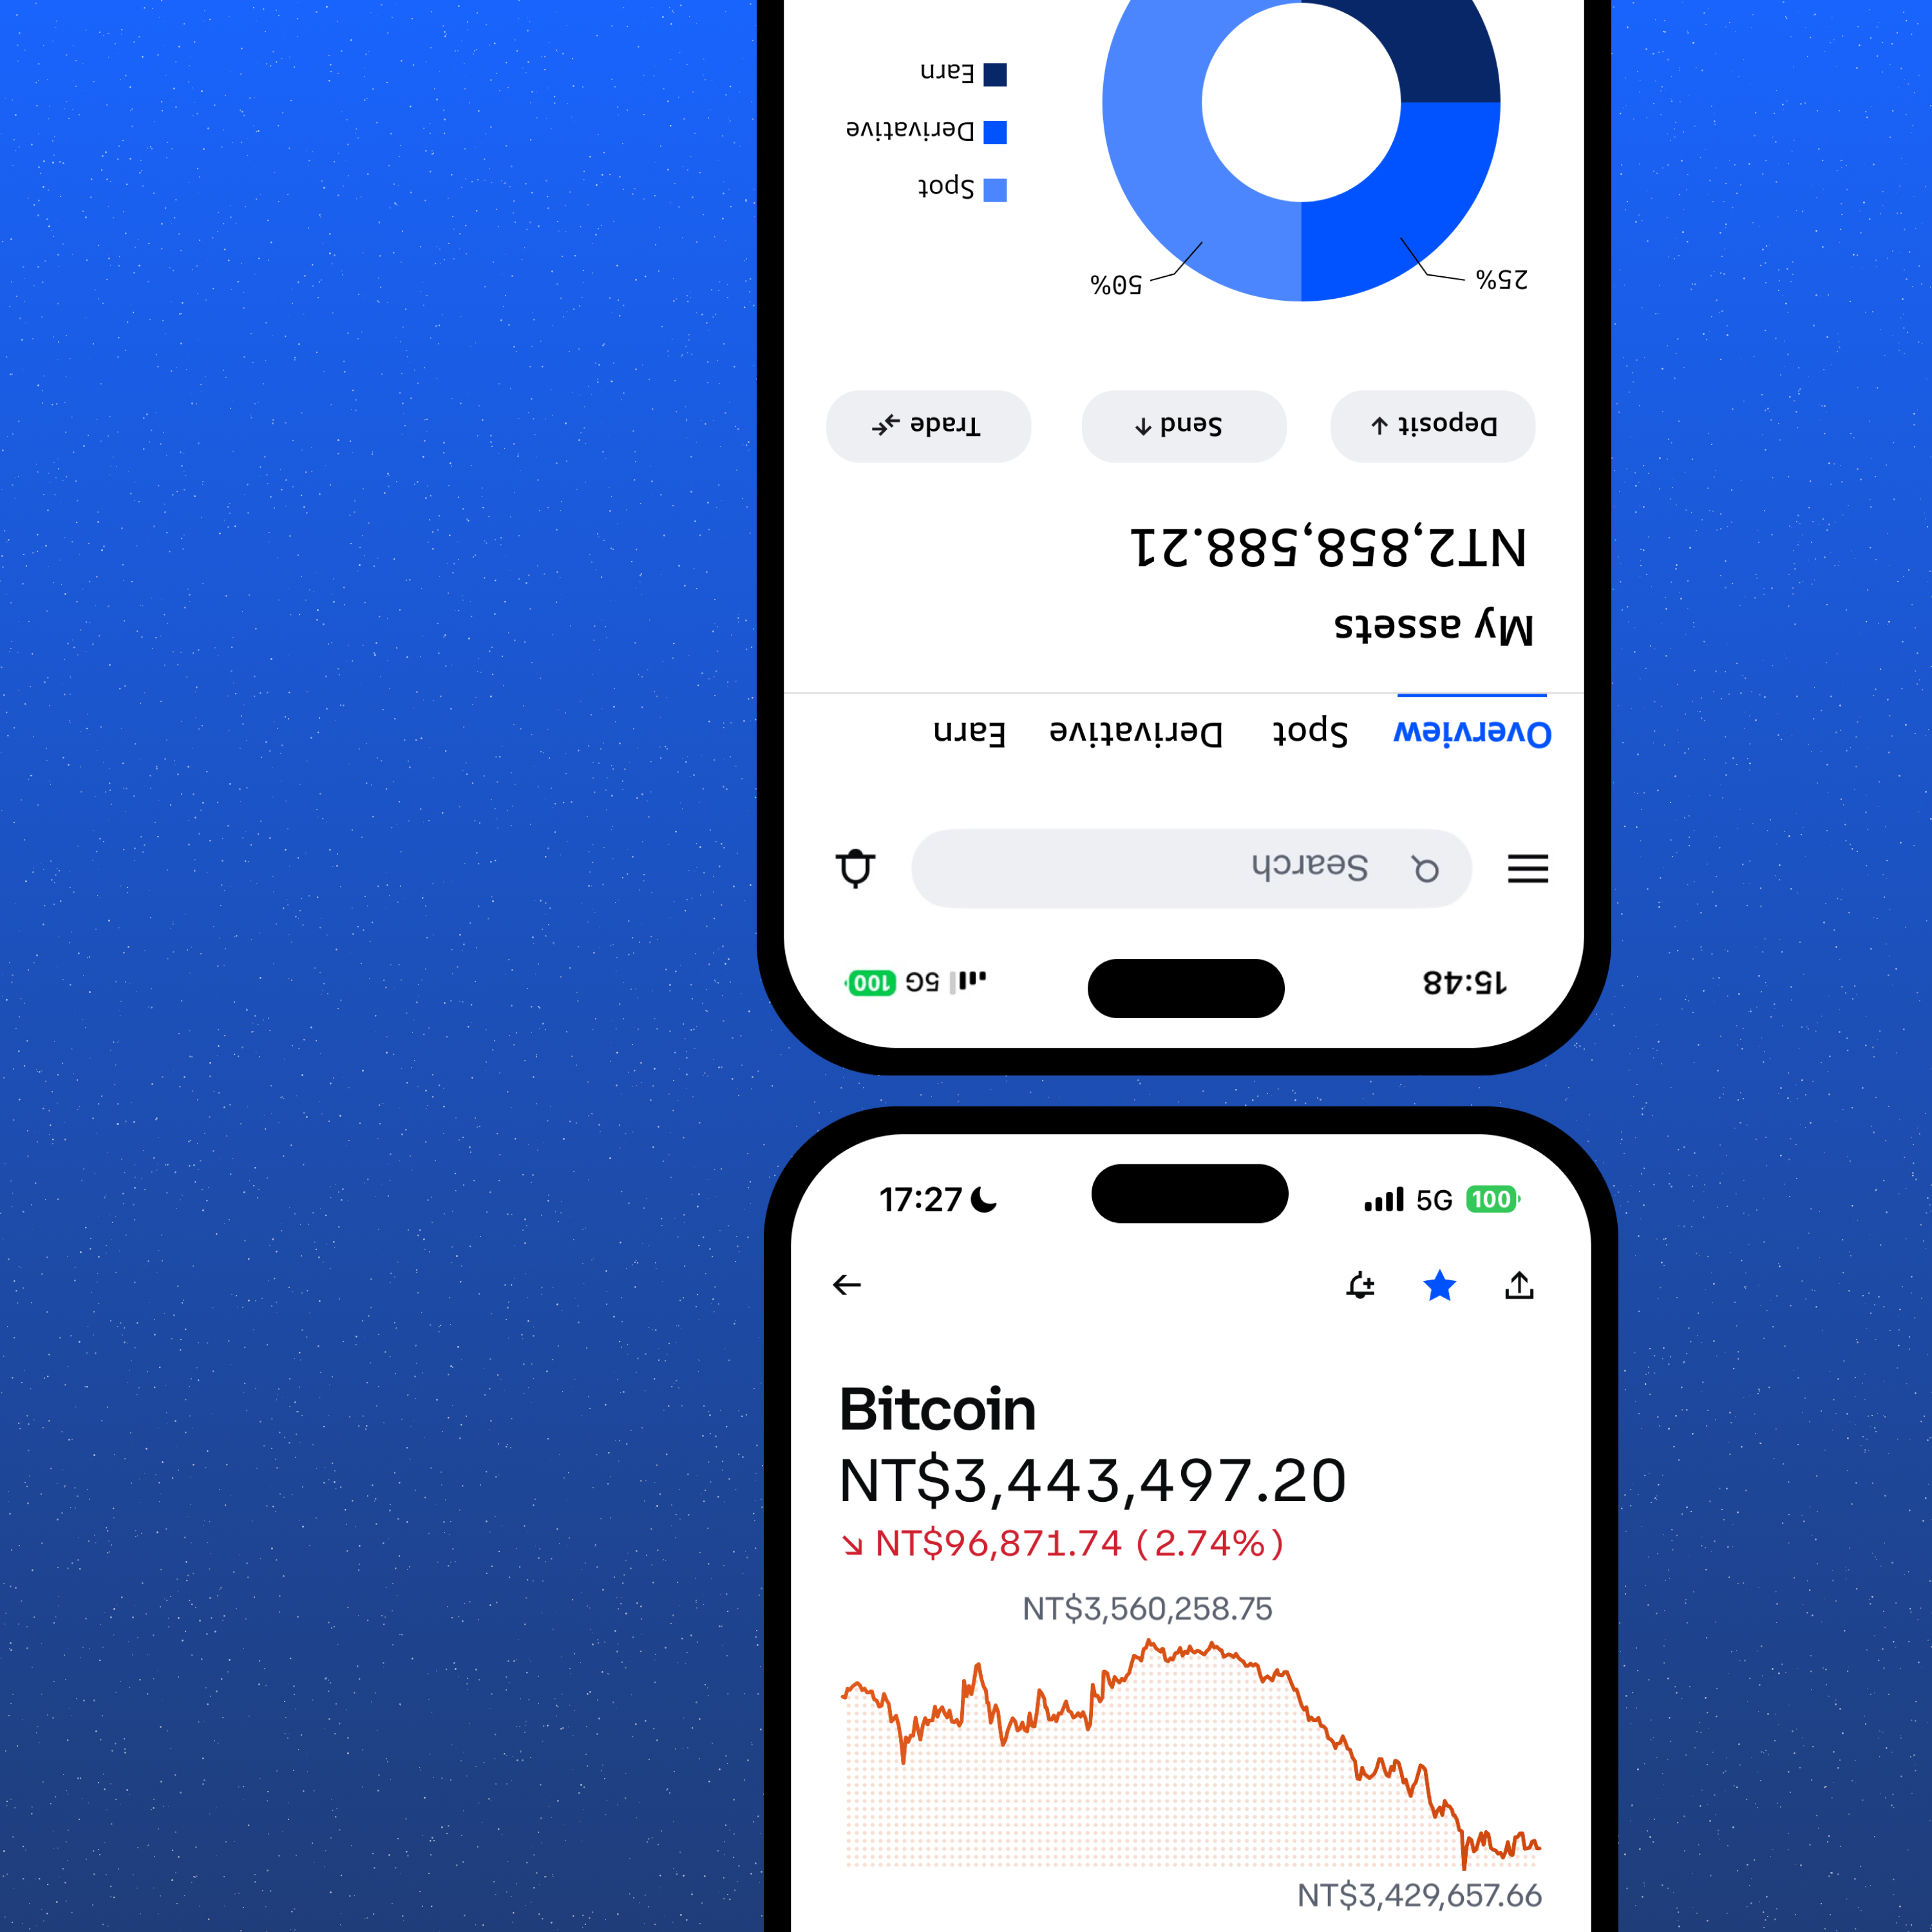 15:48
5G 100
Search
Overview Spot Derivative Earn
My assets
NT2,858,588.21
Deposit Send Trade
25%
50%
Spot
Derivative
Earn
17:27 5G 100
Bitcoin
NT$3,443,497.20
NT$96,871.74 (2.74%)
NT$3,560,258.75
NT$3,429,657.66